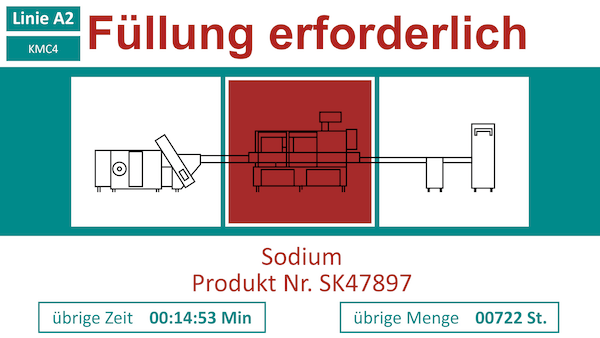 Linie A2
KMC4
Füllung erforderlich
Sodium
Produkt Nr. SK47897
übrige Zeit 00:14:53 Min
übrige Menge 00722 St.